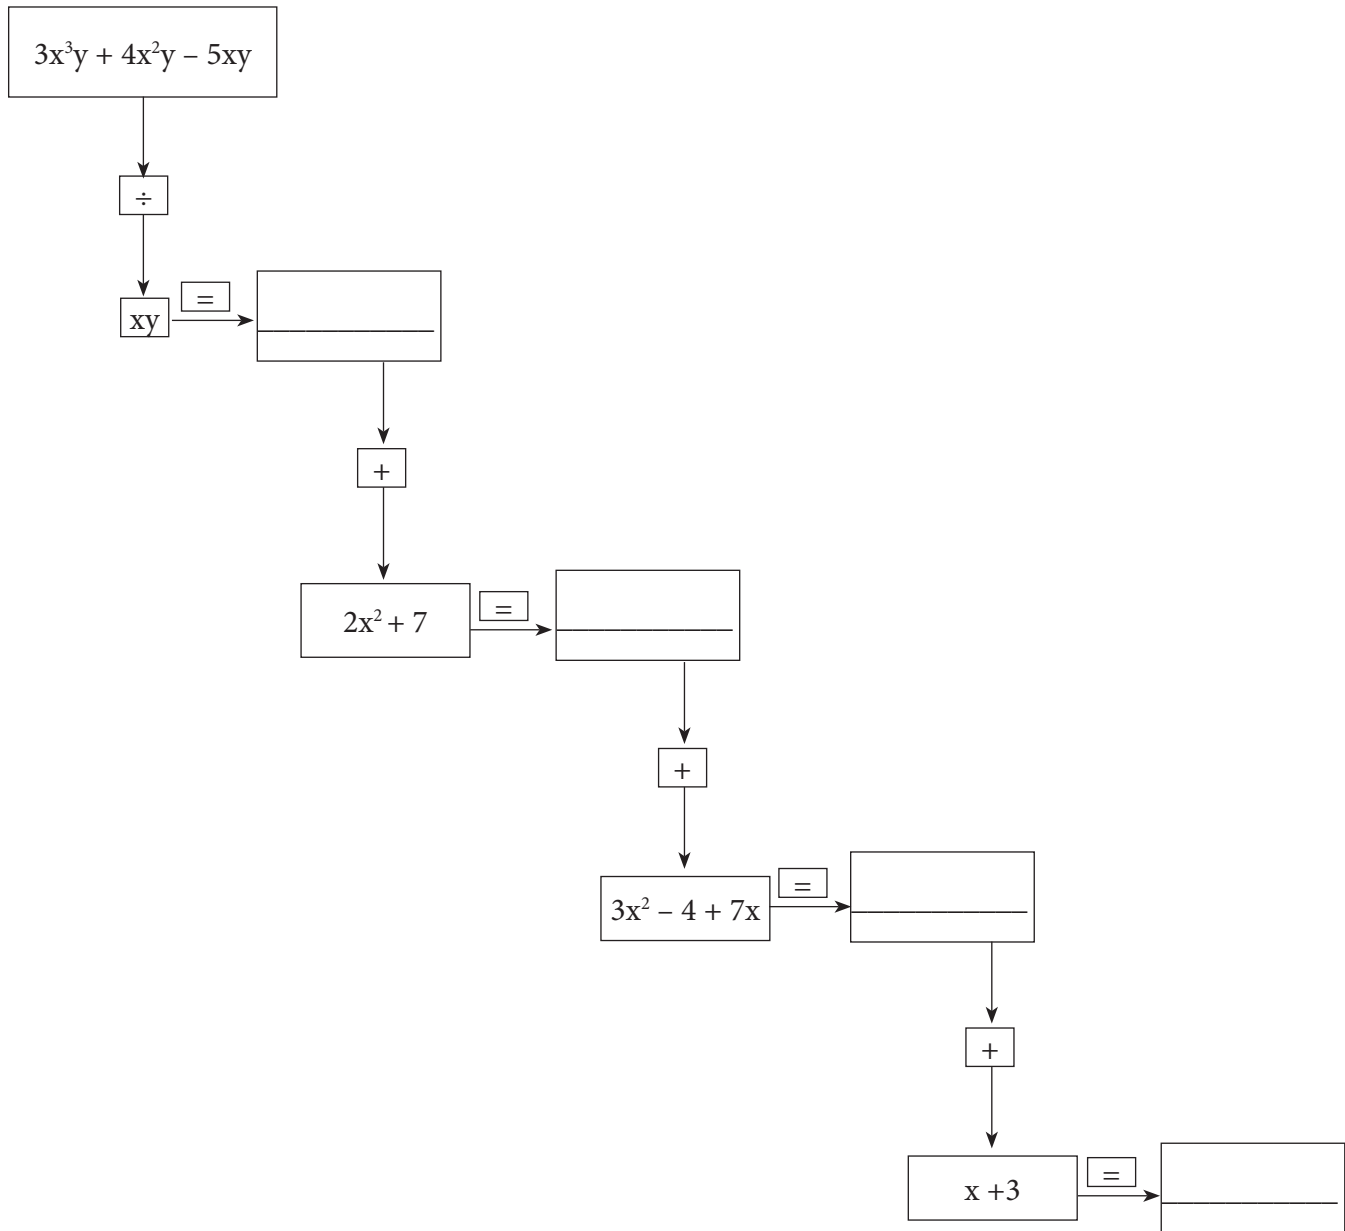 3x³y + 4x²y – 5xy
÷
xy
=
+
2x² + 7
=
+
3x² – 4 + 7x
=
+
x +3
=